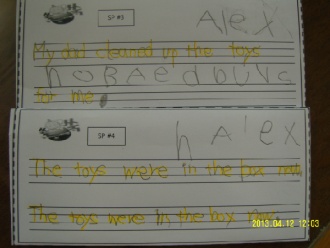 SP #3
Alex
My dad cleaned up the toys
for me
SP #4
h Alex
The toys were in the box
The toys were in the box
2013.04.12 12:03